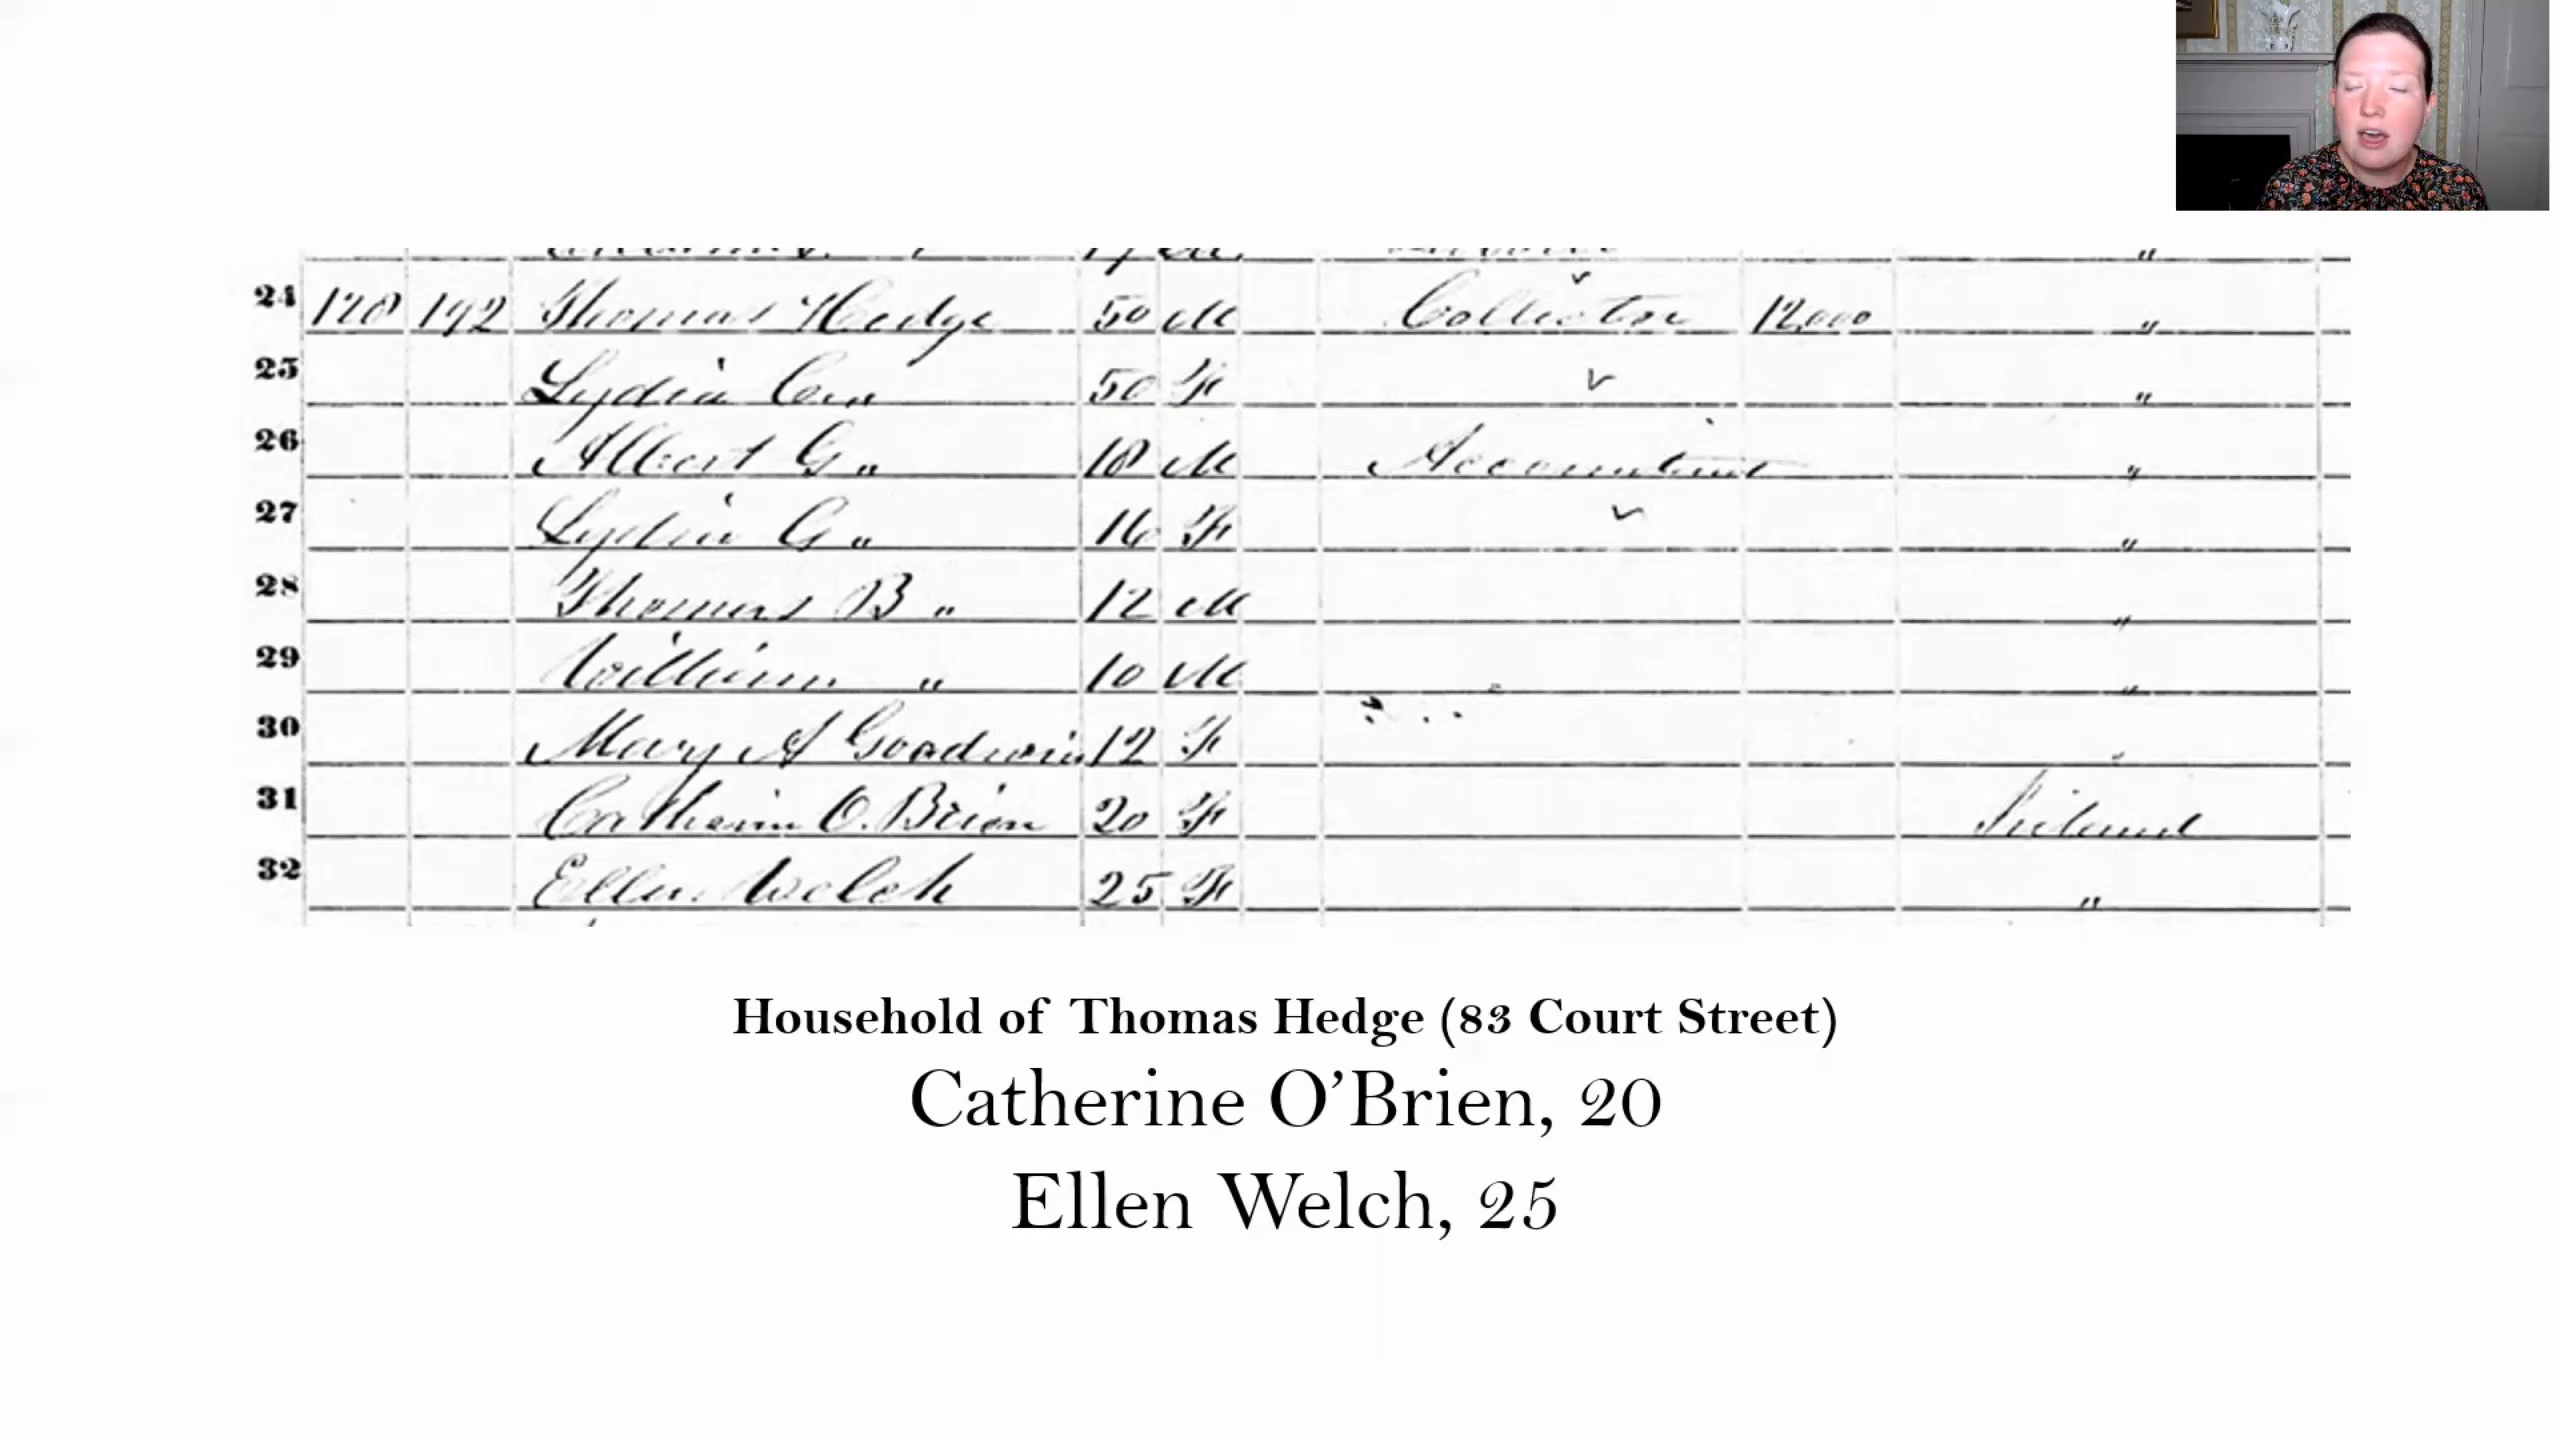 24 128 192 Thomas Hedge 50 M Collector 12,000 "
25 Lydia C " 50 F "
26 Albert G " 18 M Accountant "
27 Lydia G " 16 F "
28 Thomas B " 12 M "
29 William " 10 M "
30 Mary A Goodwin 12 F "
31 Catherin O.Brien 20 F Ireland
32 Ellen Welch 25 F "
Household of Thomas Hedge (83 Court Street)
Catherine O’Brien, 20
Ellen Welch, 25